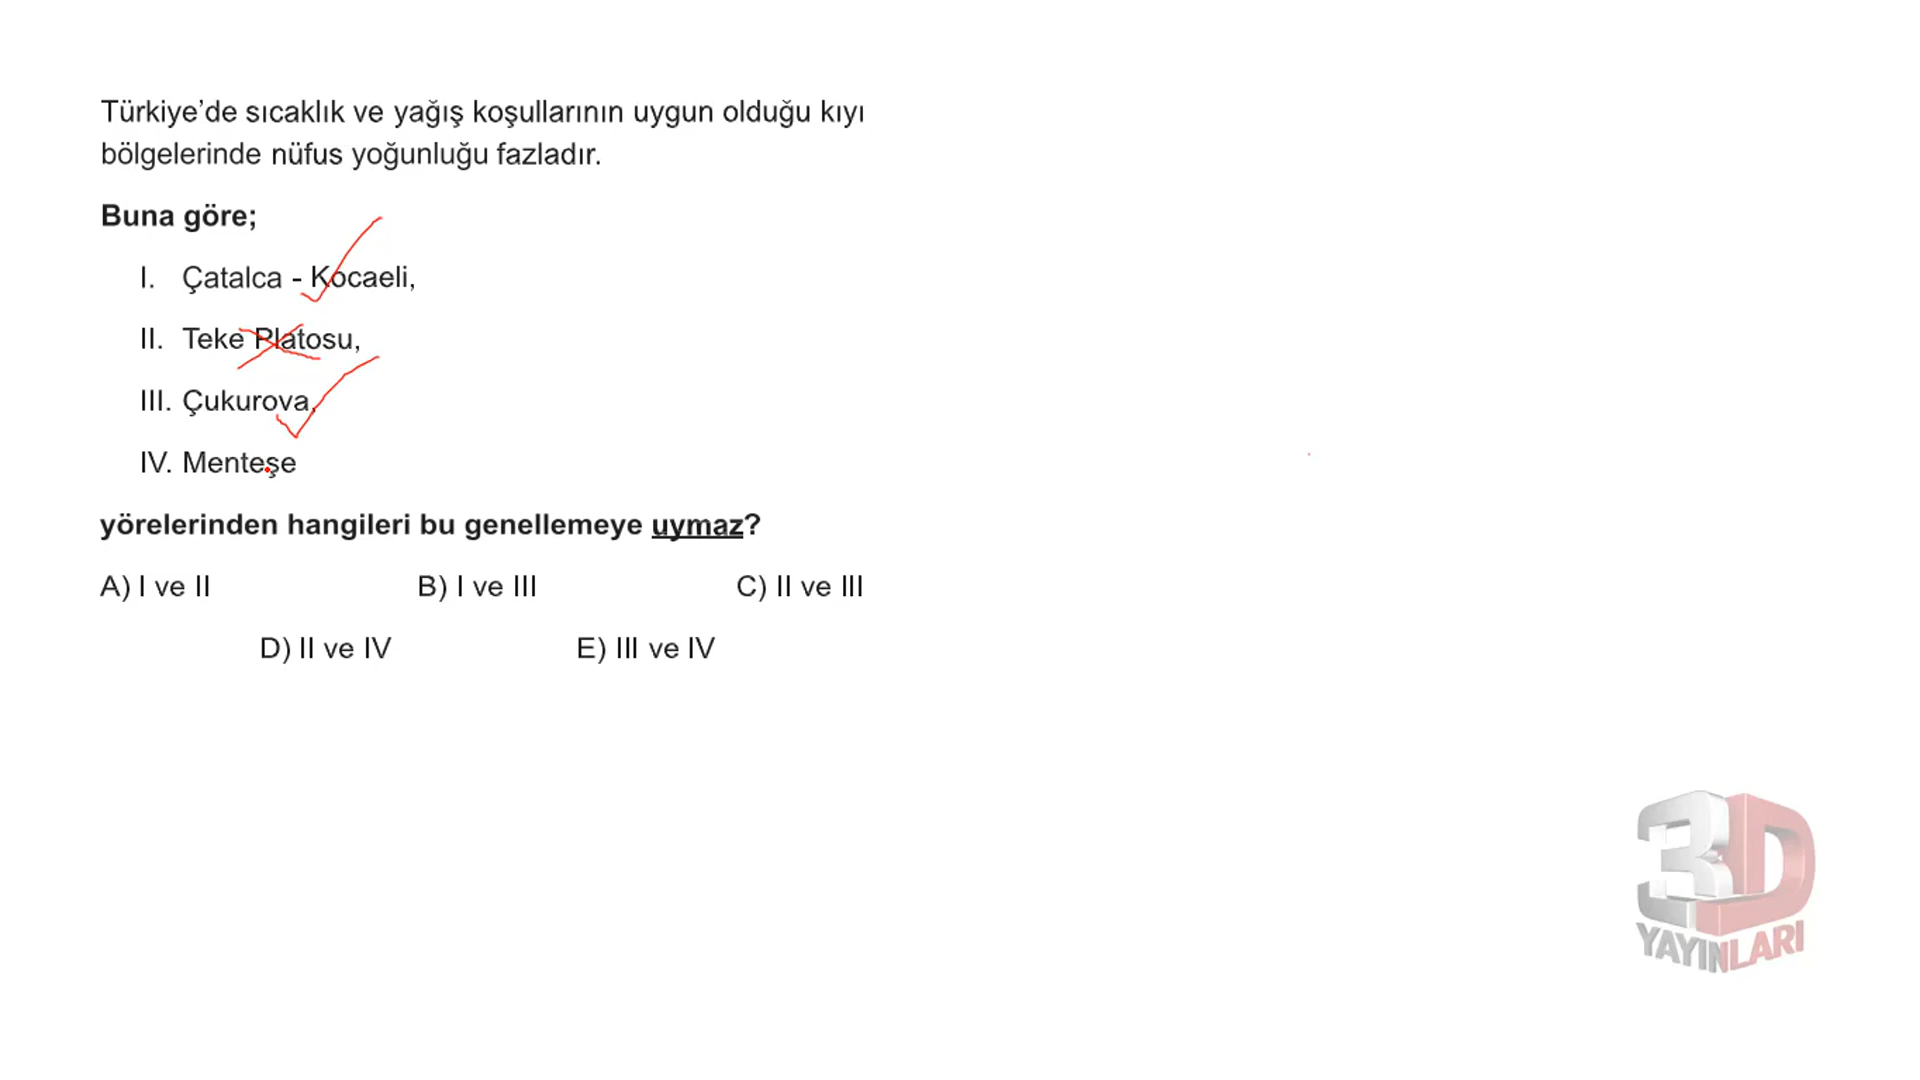 Türkiye’de sıcaklık ve yağış koşullarının uygun olduğu kıyı
bölgelerinde nüfus yoğunluğu fazladır.
Buna göre;
I. Çatalca - Kocaeli,
II. Teke Platosu,
III. Çukurova,
IV. Menteşe
yörelerinden hangileri bu genellemeye uymaz?
A) I ve II B) I ve III C) II ve III
D) II ve IV E) III ve IV
3D
YAYINLARI